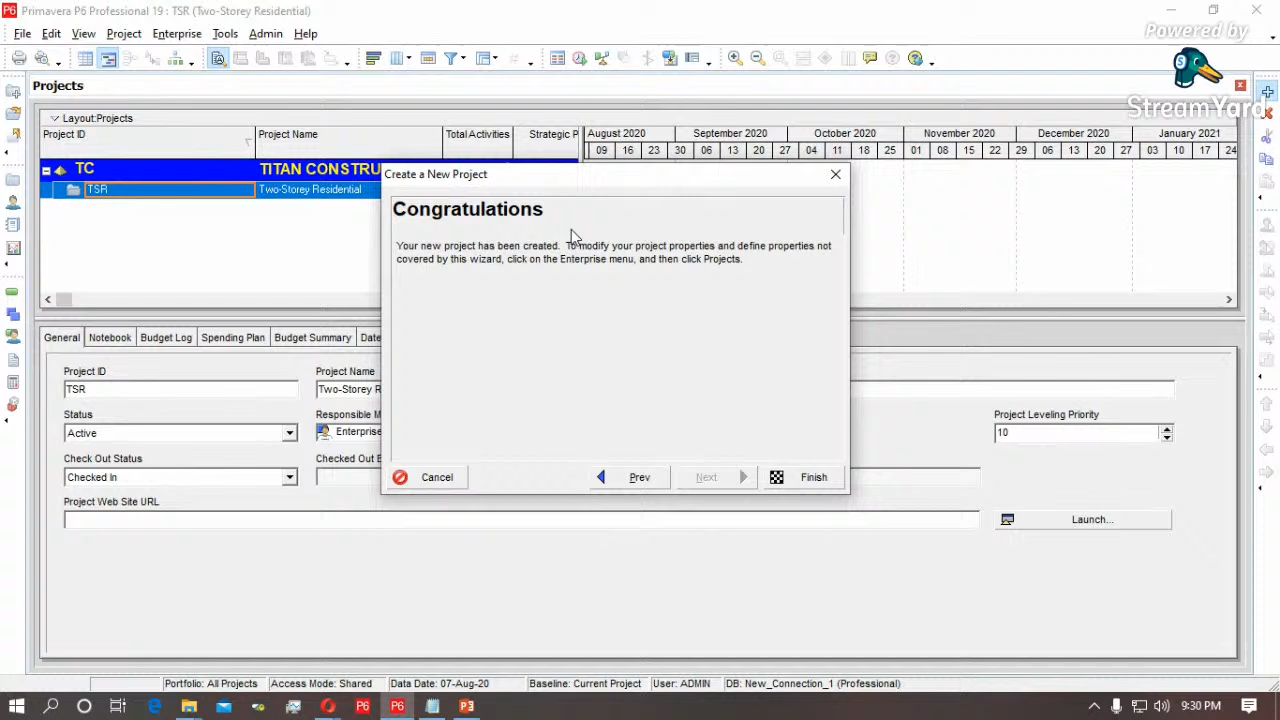 Primavera P6 Professional 19 : TSR (Two-Storey Residential)
File Edit View Project Enterprise Tools Admin Help
Powered by
StreamYard
Projects
Layout:Projects
Project ID Project Name Total Activities Strategic P August 2020 September 2020 October 2020 November 2020 December 2020 January 2021
09 16 23 30 06 13 20 27 04 11 18 25 01 08 15 22 29 06 13 20 27 03 10 17 24
TC TITAN CONSTRU
TSR Two-Storey Residential
Create a New Project
Congratulations
Your new project has been created. To modify your project properties and define properties not
covered by this wizard, click on the Enterprise menu, and then click Projects.
Cancel Prev Next Finish
General Notebook Budget Log Spending Plan Budget Summary Date
Project ID Project Name
TSR Two-Storey R
Status Responsible M Project Leveling Priority
Active Enterprise 10
Check Out Status Checked Out B
Checked In
Project Web Site URL
Launch...
Portfolio: All Projects Access Mode: Shared Data Date: 07-Aug-20 Baseline: Current Project User: ADMIN DB: New_Connection_1 (Professional)
9:30 PM